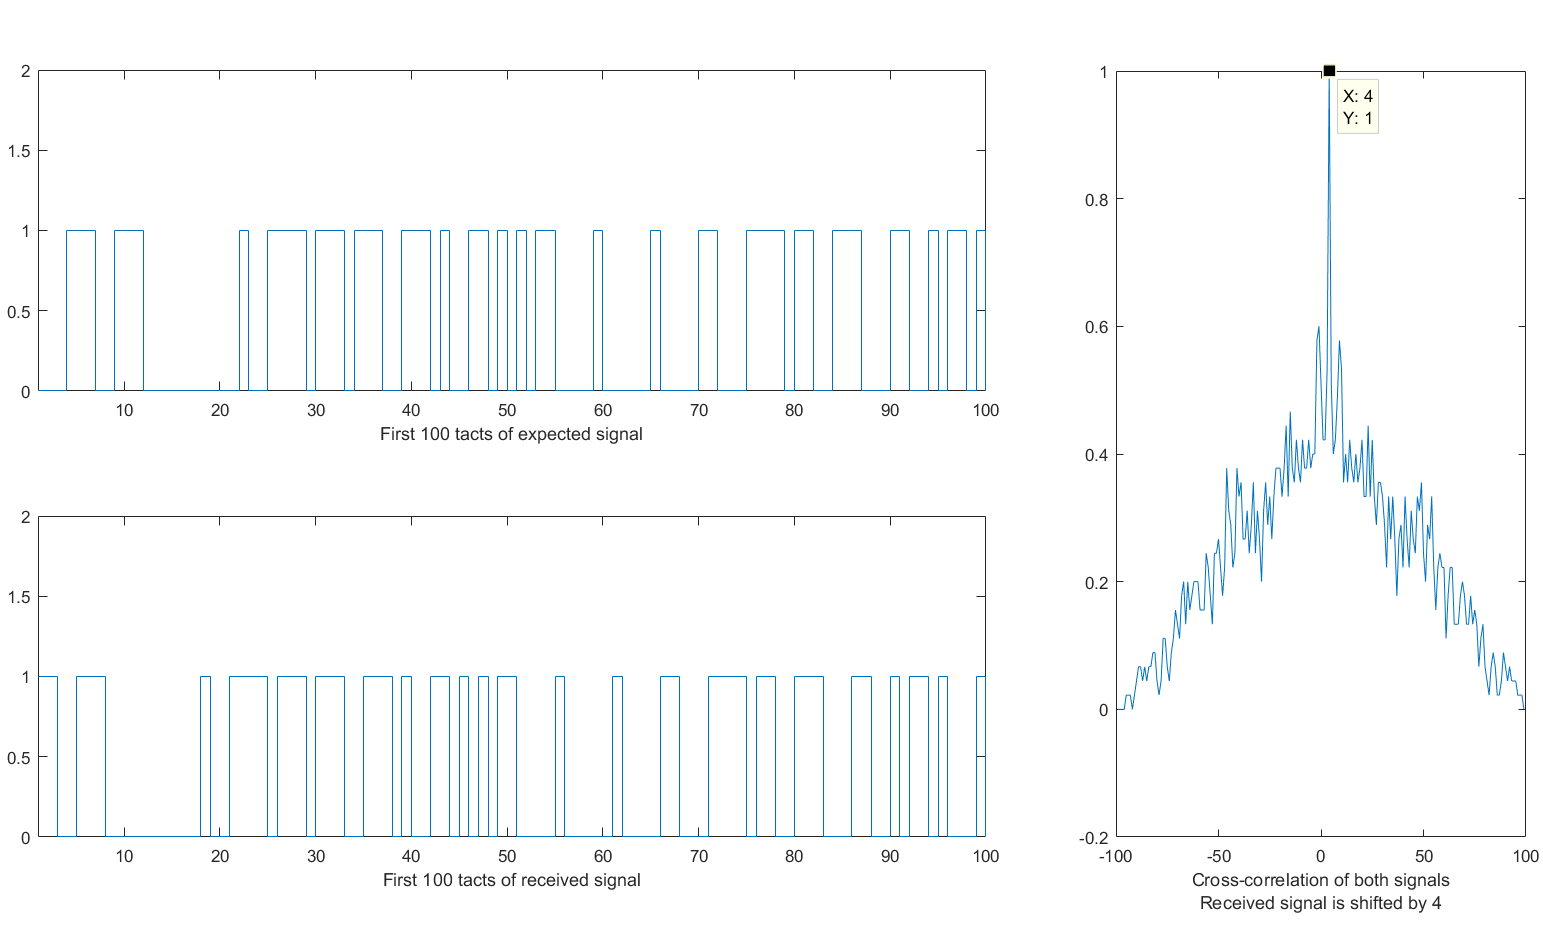 2
1.5
1
0.5
0
10 20 30 40 50 60 70 80 90 100
First 100 tacts of expected signal
2
1.5
1
0.5
0
10 20 30 40 50 60 70 80 90 100
First 100 tacts of received signal
1
X: 4
Y: 1
0.8
0.6
0.4
0.2
0
-0.2
-100 -50 0 50 100
Cross-correlation of both signals
Received signal is shifted by 4